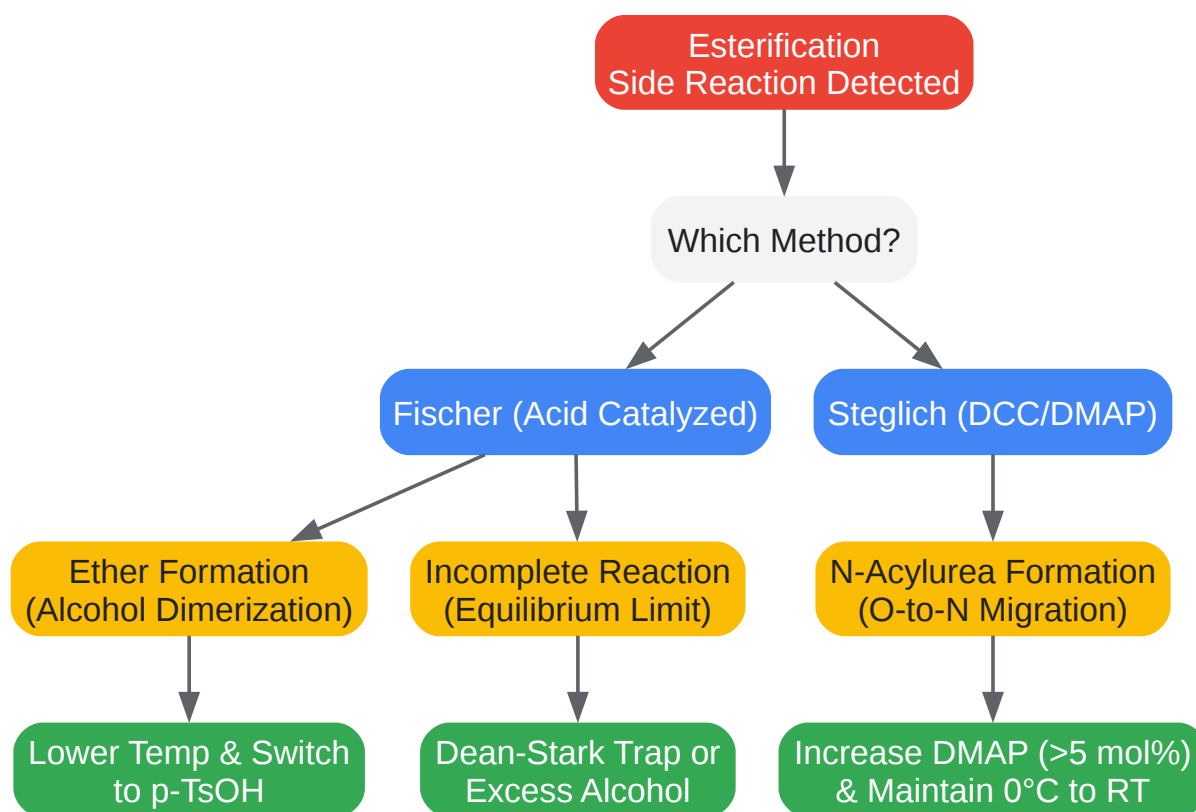 Esterification
Side Reaction Detected
Which Method?
Fischer (Acid Catalyzed)
Steglich (DCC/DMAP)
Ether Formation
(Alcohol Dimerization)
Incomplete Reaction
(Equilibrium Limit)
N-Acylurea Formation
(O-to-N Migration)
Lower Temp & Switch
to p-TsOH
Dean-Stark Trap or
Excess Alcohol
Increase DMAP (>5 mol%)
& Maintain 0°C to RT